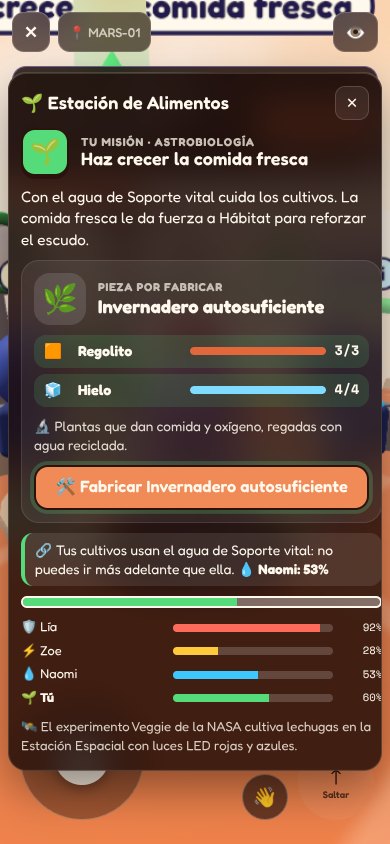 crece comida fresca
MARS-01
Estación de Alimentos
TU MISIÓN · ASTROBIOLOGÍA
Haz crecer la comida fresca
Con el agua de Soporte vital cuida los cultivos. La
comida fresca le da fuerza a Hábitat para reforzar
el escudo.
PIEZA POR FABRICAR
Invernadero autosuficiente
Regolito 3/3
Hielo 4/4
Plantas que dan comida y oxígeno, regadas con
agua reciclada.
Fabricar Invernadero autosuficiente
Tus cultivos usan el agua de Soporte vital: no
puedes ir más adelante que ella. Naomi: 53%
Lía 92%
Zoe 28%
Naomi 53%
Tú 60%
El experimento Veggie de la NASA cultiva lechugas en la
Estación Espacial con luces LED rojas y azules.
Saltar